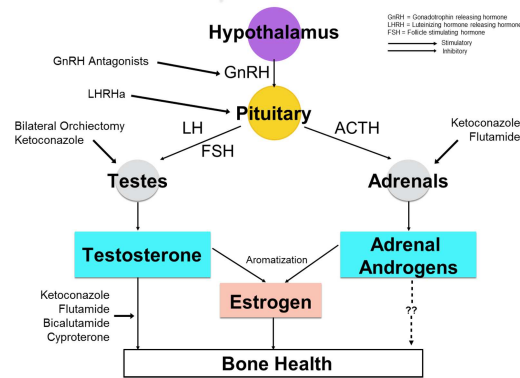 GnRH = Gonadotrophin releasing hormone
LHRH = Luteinizing hormone releasing hormone
FSH = Follicle stimulating hormone
Stimulatory
Inhibitory
Hypothalamus
GnRH Antagonists
GnRH
LHRHa
Pituitary
Bilateral Orchiectomy
Ketoconazole
LH
FSH
ACTH
Ketoconazole
Flutamide
Testes
Adrenals
Testosterone
Aromatization
Adrenal
Androgens
Estrogen
Ketoconazole
Flutamide
Bicalutamide
Cyproterone
??
Bone Health